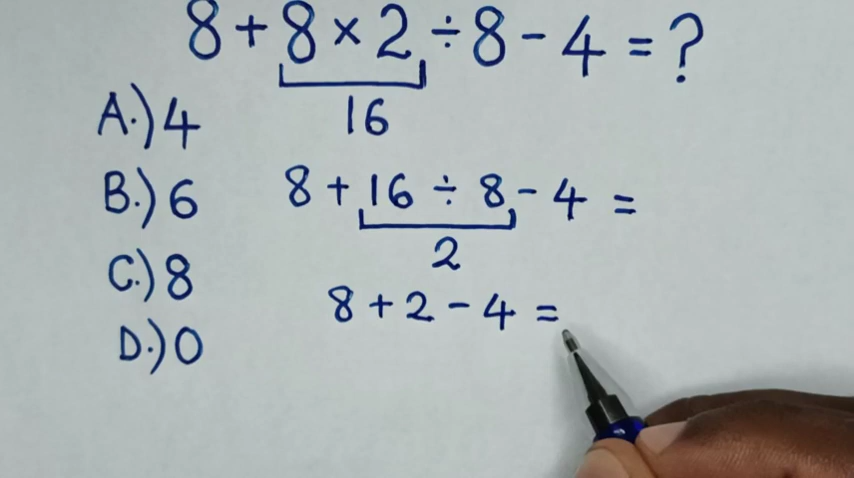 8 + 8 × 2 ÷ 8 - 4 = ?
16
A.) 4
B.) 6
C.) 8
D.) 0
8 + 16 ÷ 8 - 4 =
2
8 + 2 - 4 =